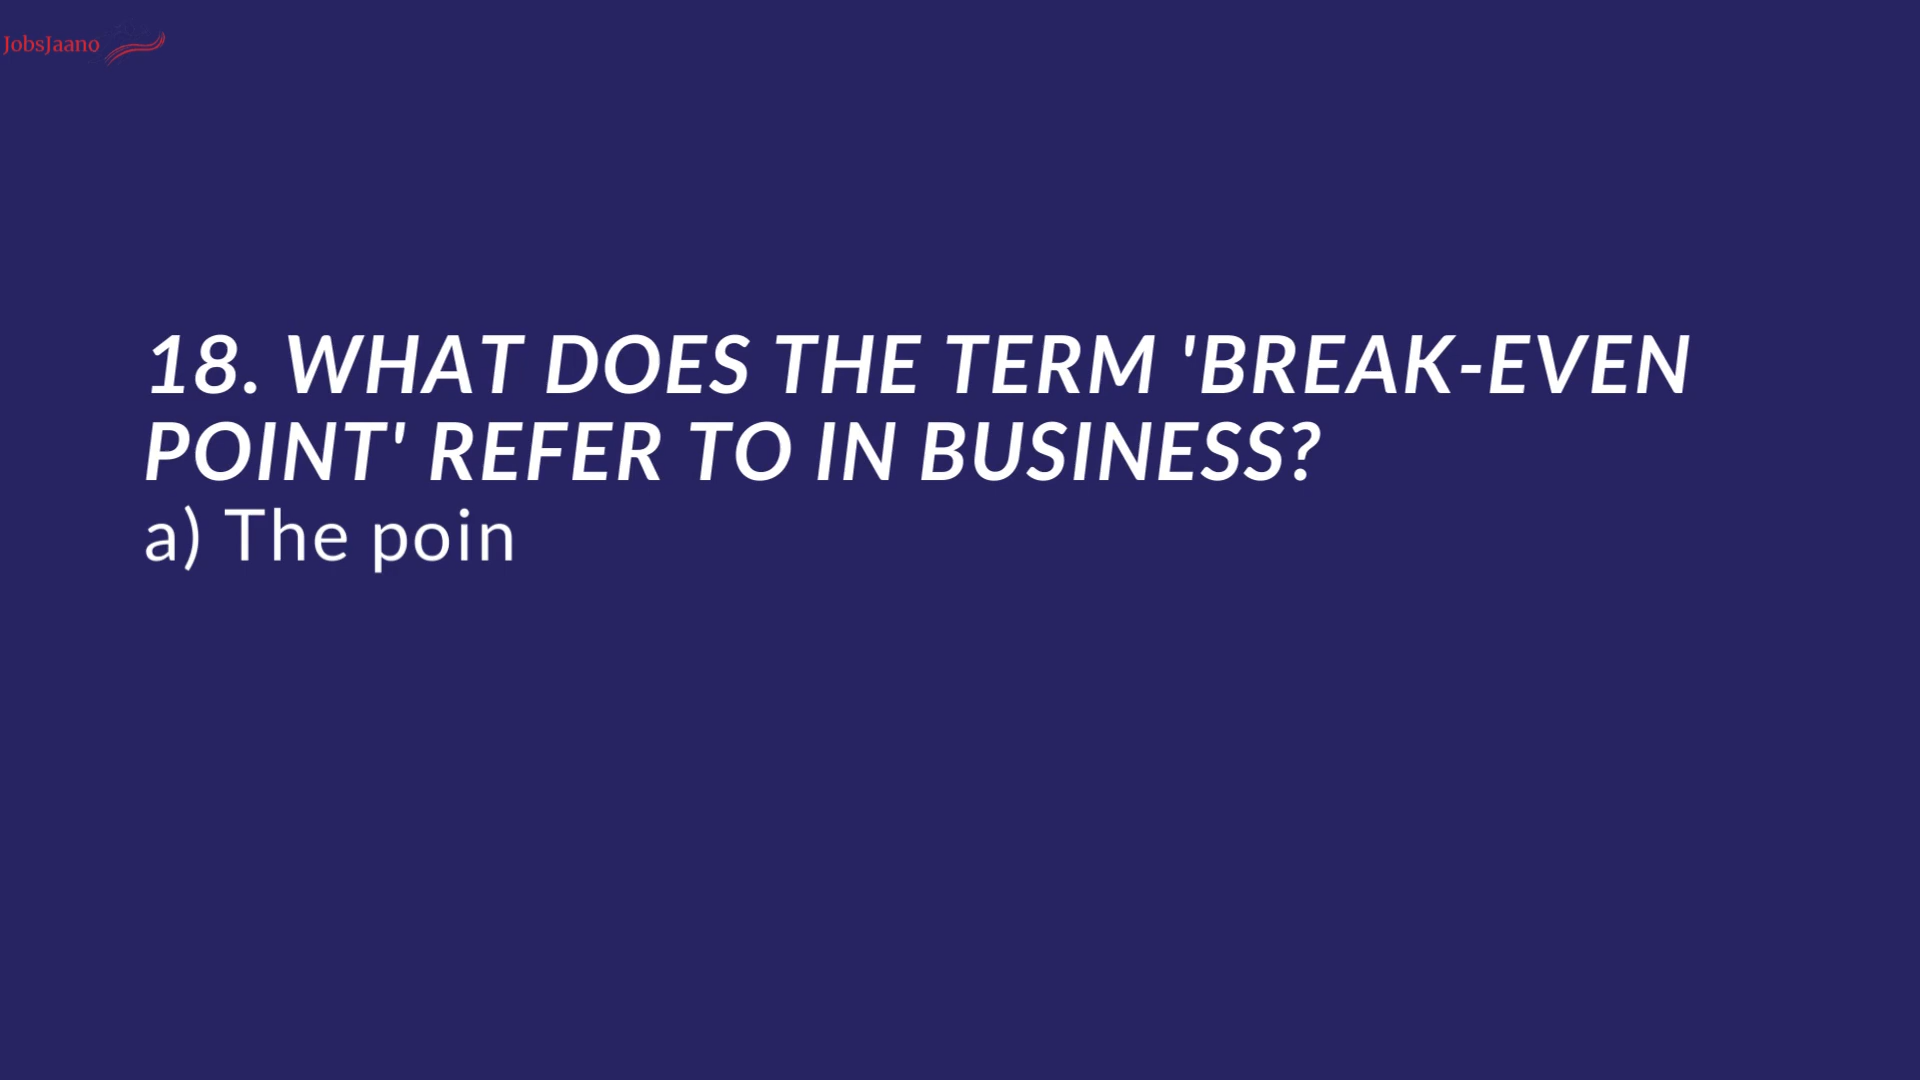 JobsJaano
18. WHAT DOES THE TERM 'BREAK-EVEN
POINT' REFER TO IN BUSINESS?
a) The poin